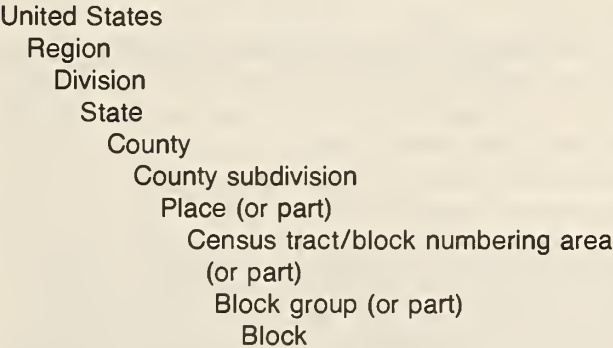 United States
Region
Division
State
County
County subdivision
Place (or part)
Census tract/block numbering area
(or part)
Block group (or part)
Block